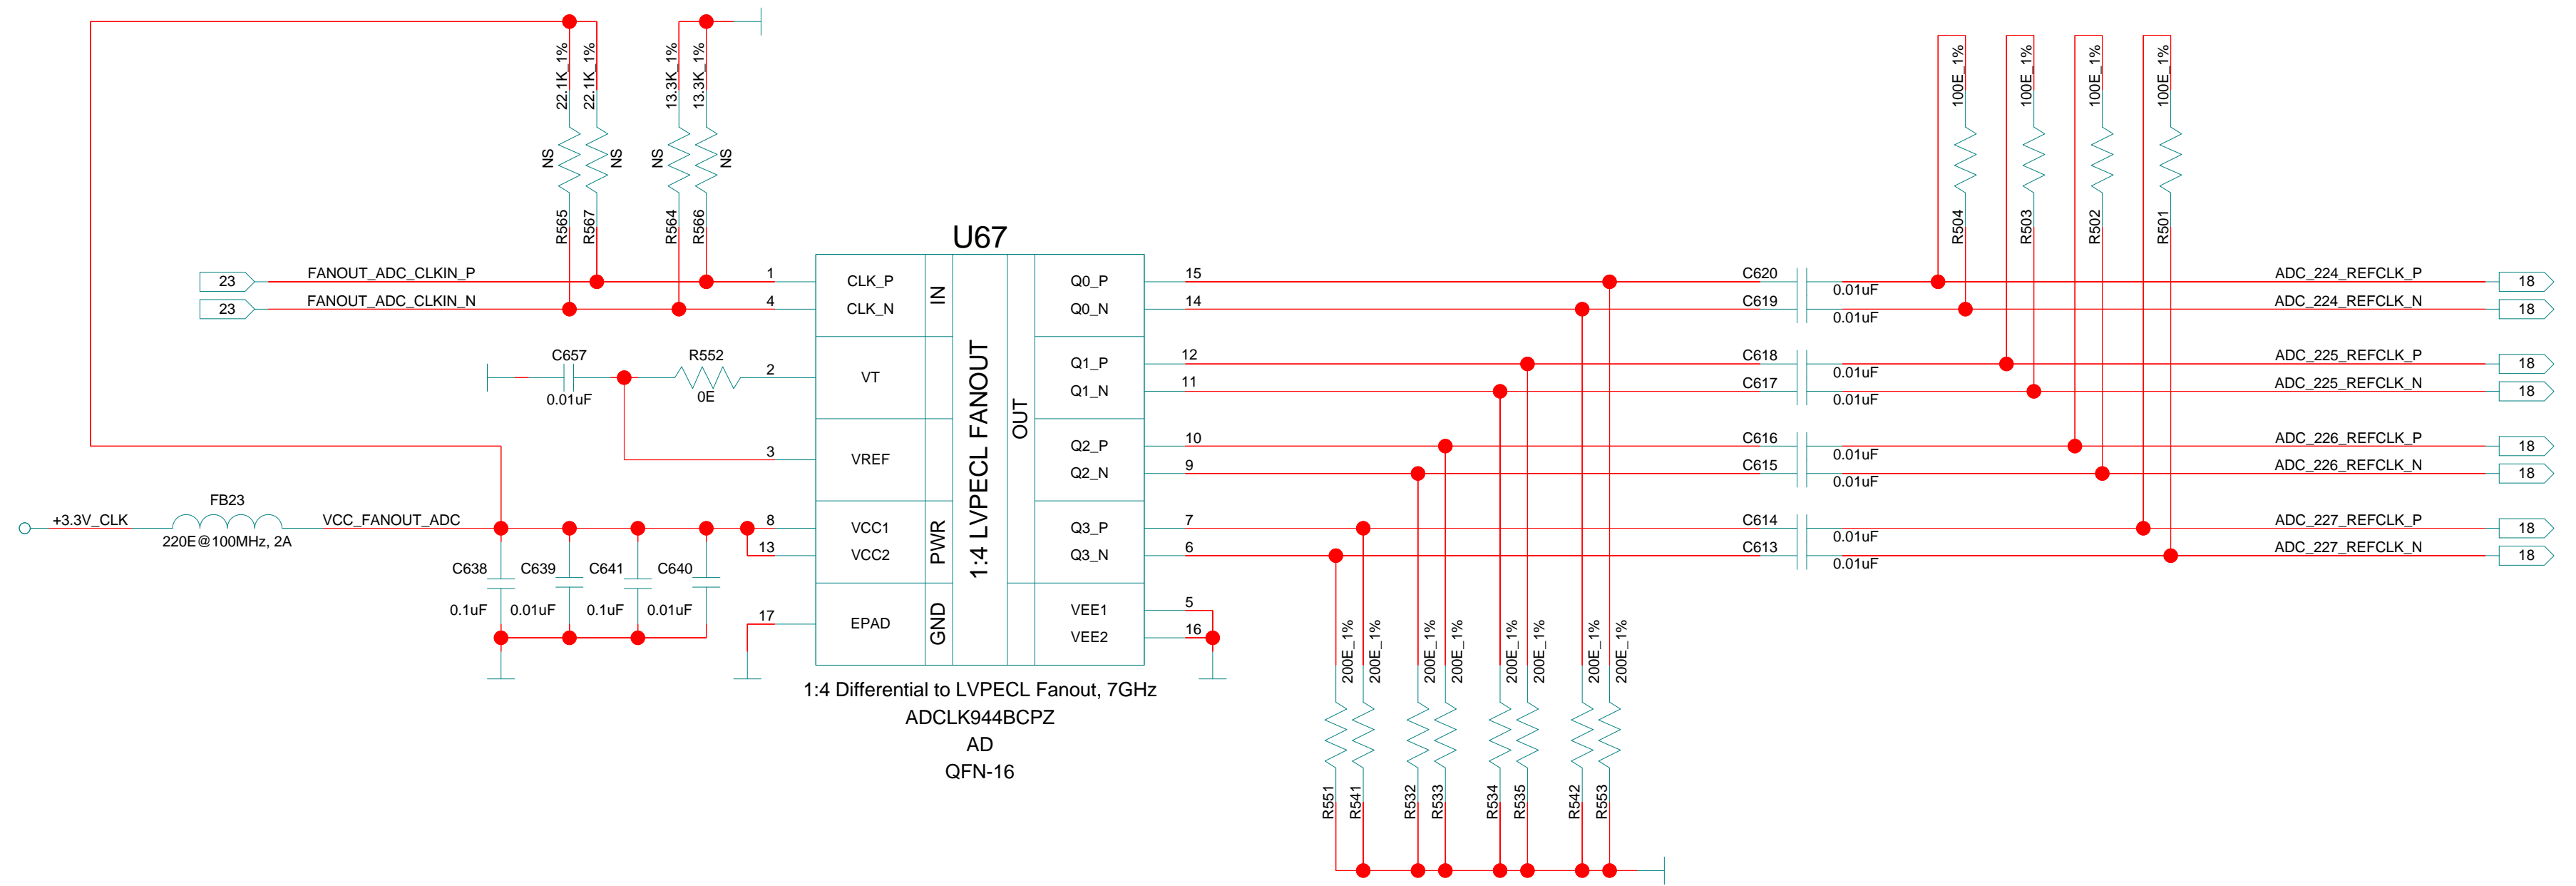 22.1K_1%
22.1K_1%
13.3K_1%
13.3K_1%
NS
NS
NS
NS
R565
R567
R564
R566
100E_1%
100E_1%
100E_1%
100E_1%
R504
R503
R502
R501
U67
23
FANOUT_ADC_CLKIN_P
1
23
FANOUT_ADC_CLKIN_N
4
C657
0.01uF
R552
0E
2
3
FB23
+3.3V_CLK
220E@100MHz, 2A
VCC_FANOUT_ADC
8
13
C638
C639
C641
C640
0.1uF
0.01uF
0.1uF
0.01uF
17
CLK_P
CLK_N
IN
VT
VREF
VCC1
VCC2
PWR
EPAD
GND
1:4 LVPECL FANOUT
OUT
Q0_P
Q0_N
Q1_P
Q1_N
Q2_P
Q2_N
Q3_P
Q3_N
VEE1
VEE2
15
14
12
11
10
9
7
6
5
16
C620
0.01uF
ADC_224_REFCLK_P
18
C619
0.01uF
ADC_224_REFCLK_N
18
C618
0.01uF
ADC_225_REFCLK_P
18
C617
0.01uF
ADC_225_REFCLK_N
18
C616
0.01uF
ADC_226_REFCLK_P
18
C615
0.01uF
ADC_226_REFCLK_N
18
C614
0.01uF
ADC_227_REFCLK_P
18
C613
0.01uF
ADC_227_REFCLK_N
18
200E_1%
200E_1%
200E_1%
200E_1%
200E_1%
200E_1%
200E_1%
200E_1%
R551
R541
R532
R533
R534
R535
R542
R553
1:4 Differential to LVPECL Fanout, 7GHz
ADCLK944BCPZ
AD
QFN-16